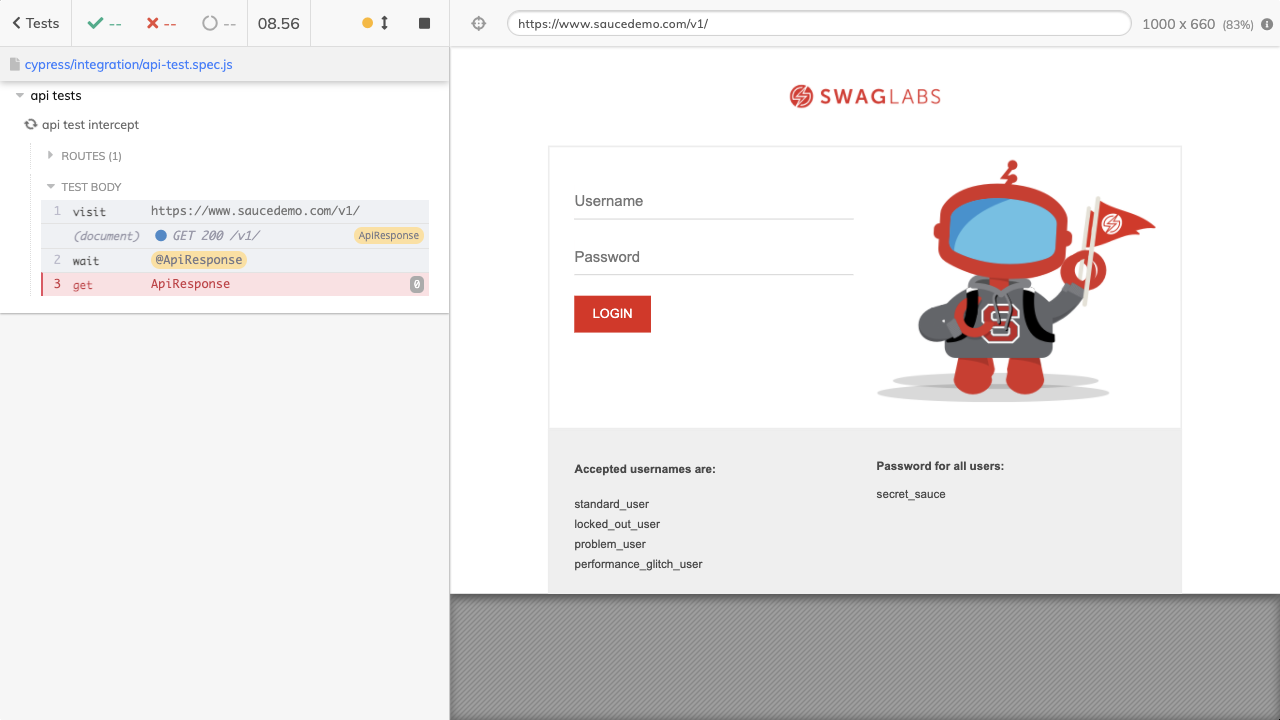 Tests -- -- -- 08.56
cypress/integration/api-test.spec.js
api tests
api test intercept
ROUTES (1)
TEST BODY
1 visit https://www.saucedemo.com/v1/
(document) GET 200 /v1/ ApiResponse
2 wait @ApiResponse
3 get ApiResponse 0
https://www.saucedemo.com/v1/ 1000 x 660 (83%)
SWAGLABS
Username
Password
LOGIN
S
Accepted usernames are:
standard_user
locked_out_user
problem_user
performance_glitch_user
Password for all users:
secret_sauce